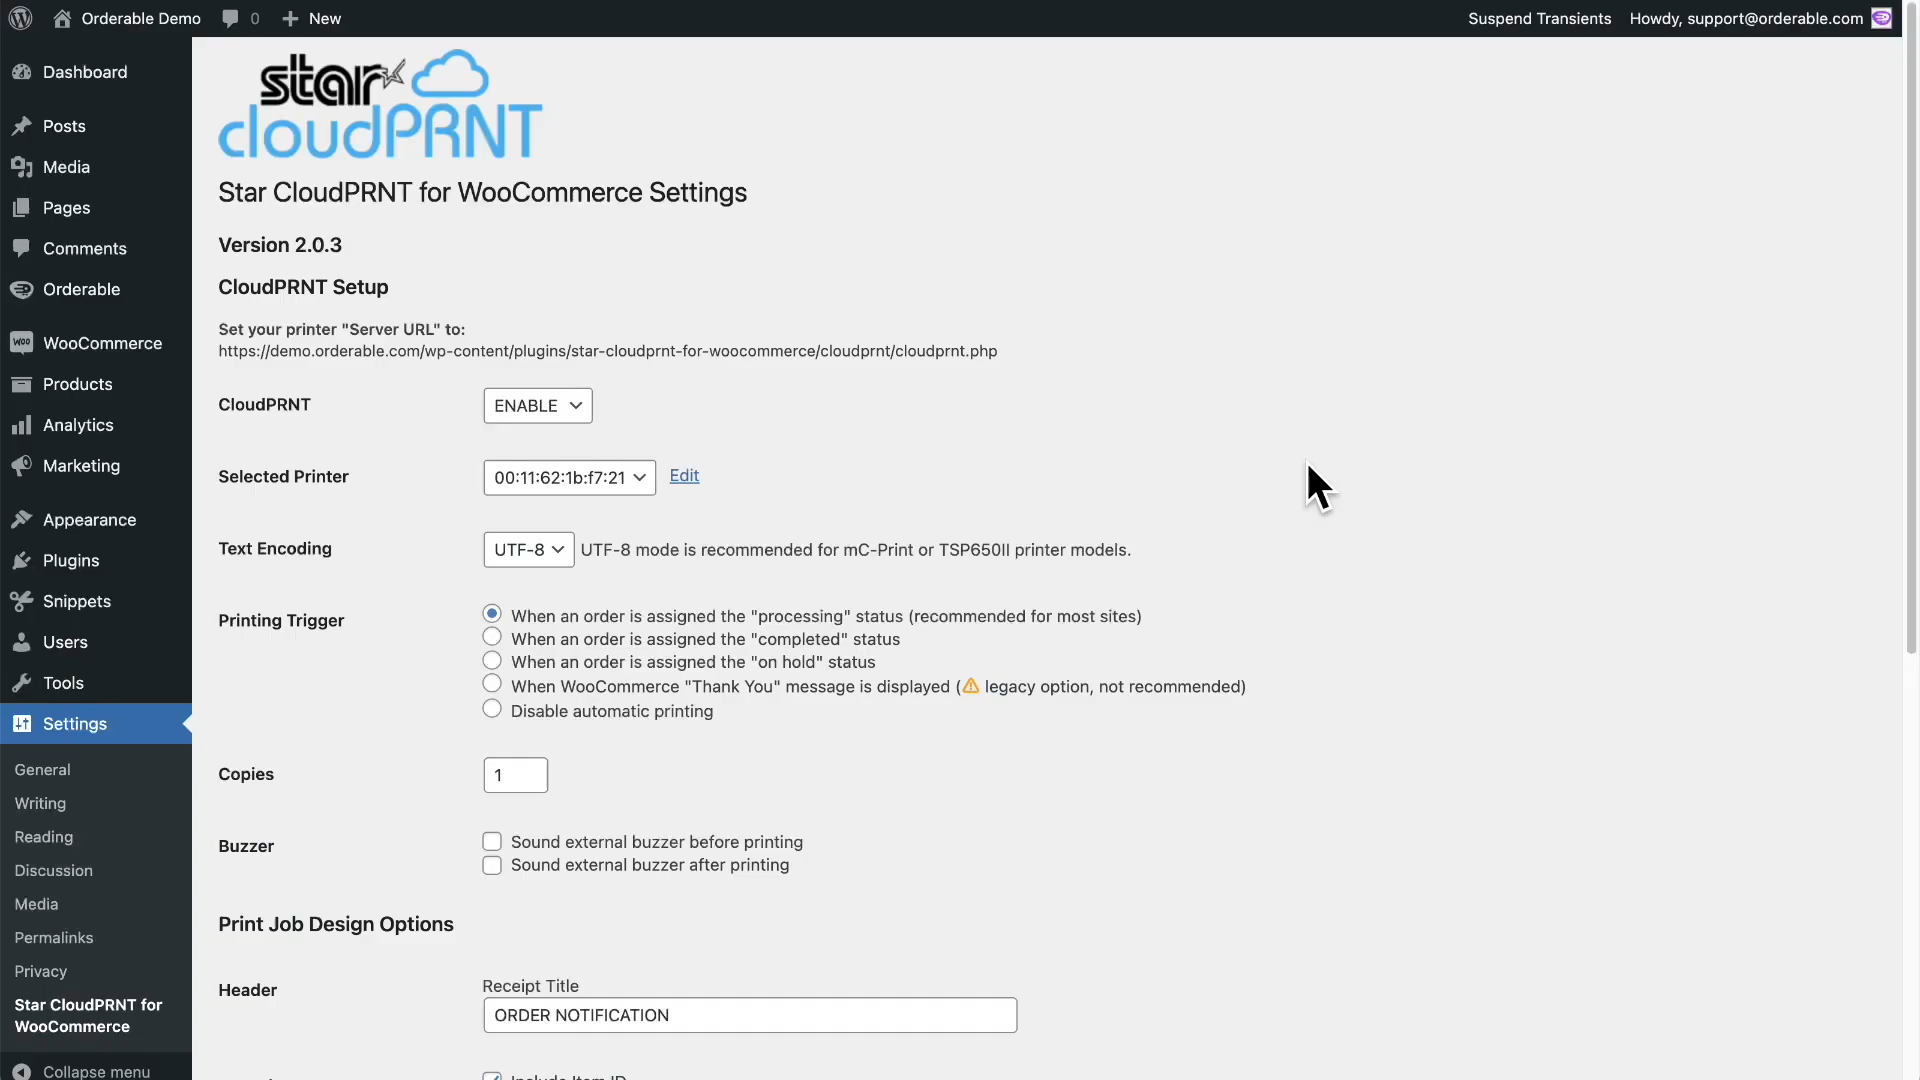 Orderable Demo
0
New
Suspend Transients
Howdy, support@orderable.com
Dashboard
Posts
Media
Pages
Comments
Orderable
WooCommerce
Products
Analytics
Marketing
Appearance
Plugins
Snippets
Users
Tools
Settings
General
Writing
Reading
Discussion
Media
Permalinks
Privacy
Star CloudPRNT for
WooCommerce
Collapse menu
star
cloudPRNT
Star CloudPRNT for WooCommerce Settings
Version 2.0.3
CloudPRNT Setup
Set your printer "Server URL" to:
https://demo.orderable.com/wp-content/plugins/star-cloudprnt-for-woocommerce/cloudprnt/cloudprnt.php
CloudPRNT
ENABLE
Selected Printer
00:11:62:1b:f7:21
Edit
Text Encoding
UTF-8
UTF-8 mode is recommended for mC-Print or TSP650II printer models.
Printing Trigger
When an order is assigned the "processing" status (recommended for most sites)
When an order is assigned the "completed" status
When an order is assigned the "on hold" status
When WooCommerce "Thank You" message is displayed (⚠ legacy option, not recommended)
Disable automatic printing
Copies
1
Buzzer
Sound external buzzer before printing
Sound external buzzer after printing
Print Job Design Options
Header
Receipt Title
ORDER NOTIFICATION
Include Item ID